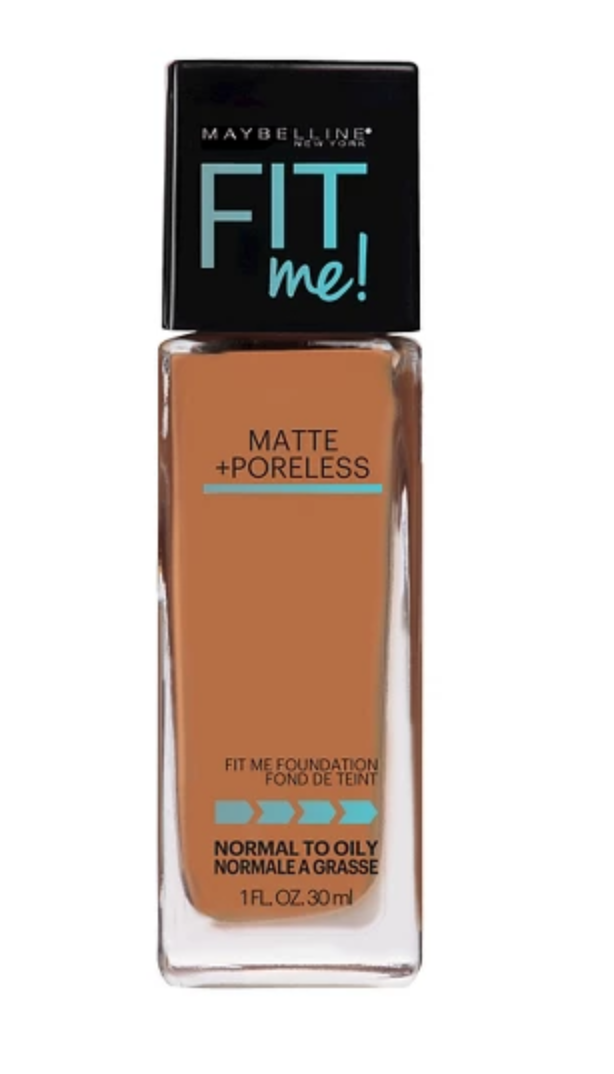 MAYBELLINE
NEW YORK
FIT
me!
MATTE
+PORELESS
FIT ME FOUNDATION
FOND DE TEINT
NORMAL TO OILY
NORMALE A GRASSE
1 FL. OZ. 30 ml